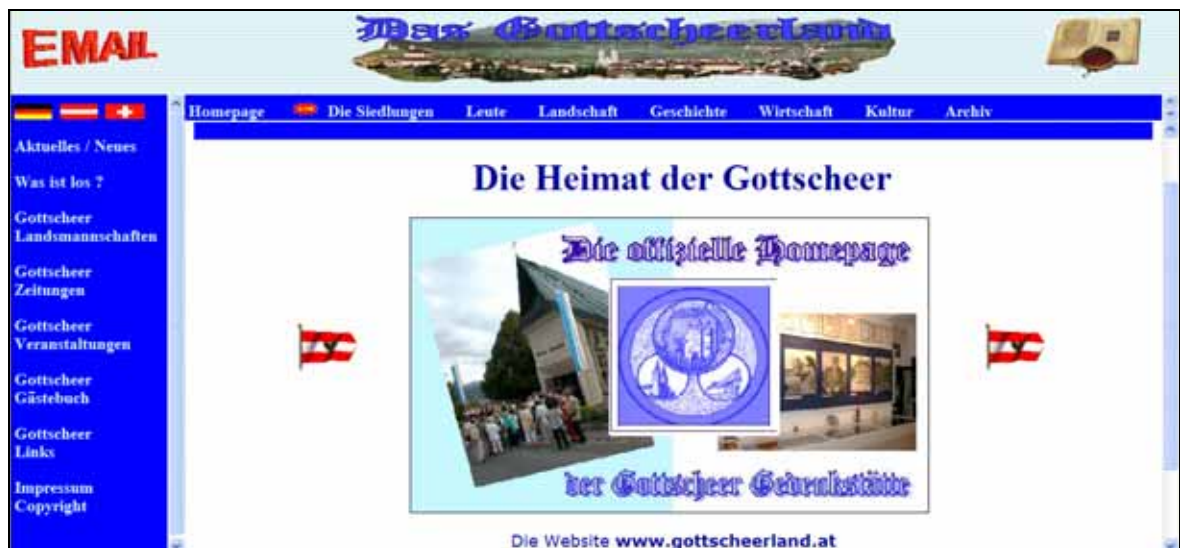 EMAIL
Das Gottscheerland
Homepage Die Siedlungen Leute Landschaft Geschichte Wirtschaft Kultur Archiv
Aktuelles / Neues
Was ist los ?
Gottscheer
Landsmannschaften
Gottscheer
Zeitungen
Gottscheer
Veranstaltungen
Gottscheer
Gästebuch
Gottscheer
Links
Impressum
Copyright
Die Heimat der Gottscheer
Die offizielle Homepage
der Gottscheer Gedenkstätte
Die Website www.gottscheerland.at